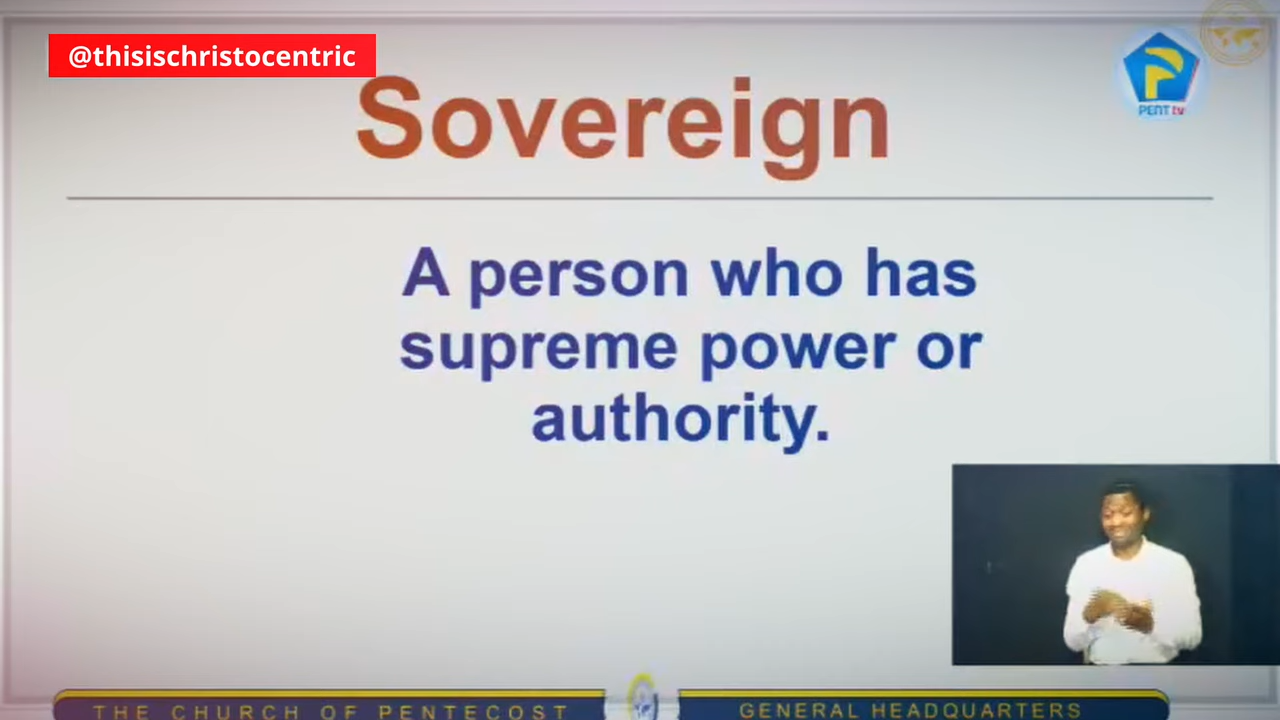 @thisischristocentric
PENT tv
Sovereign
A person who has
supreme power or
authority.
THE CHURCH OF PENTECOST
GENERAL HEADQUARTERS